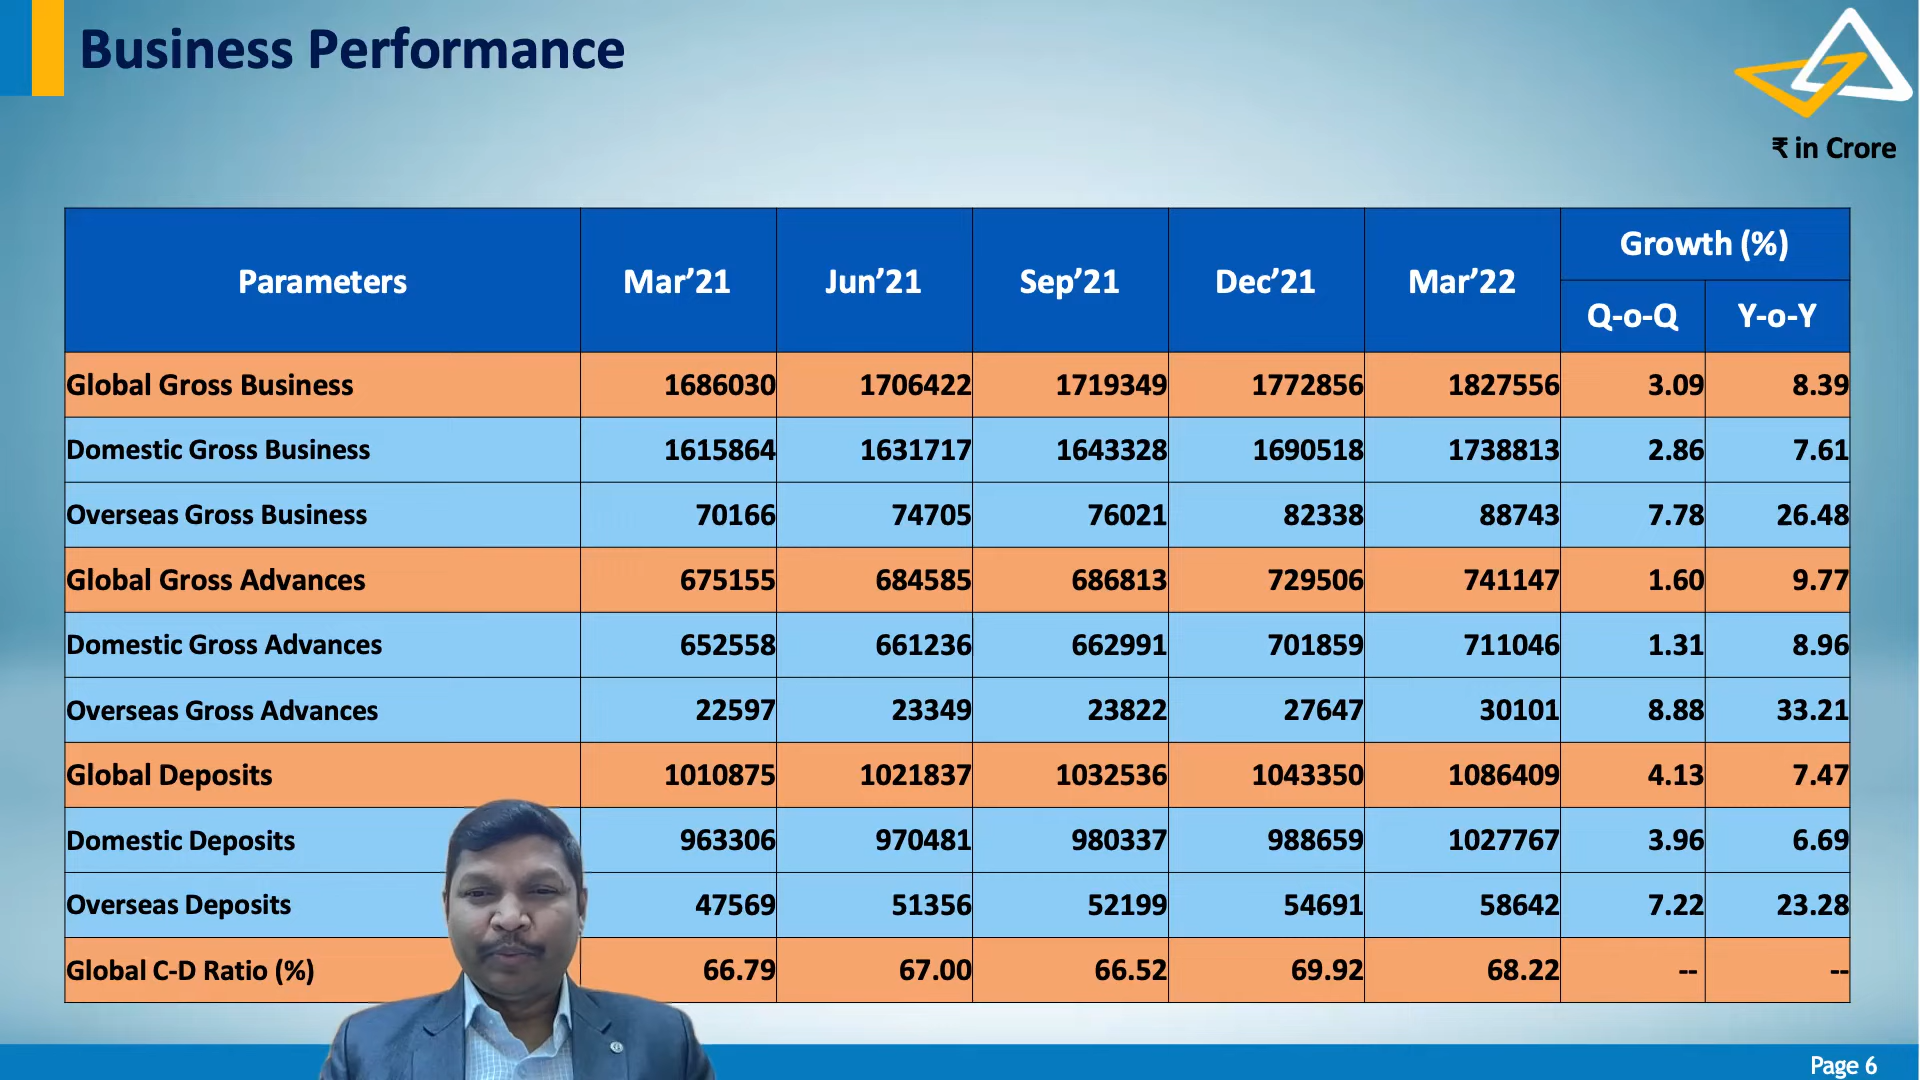 Business Performance
₹ in Crore
Parameters Mar’21 Jun’21 Sep’21 Dec’21 Mar’22 Growth (%)
Q-o-Q Y-o-Y
Global Gross Business 1686030 1706422 1719349 1772856 1827556 3.09 8.39
Domestic Gross Business 1615864 1631717 1643328 1690518 1738813 2.86 7.61
Overseas Gross Business 70166 74705 76021 82338 88743 7.78 26.48
Global Gross Advances 675155 684585 686813 729506 741147 1.60 9.77
Domestic Gross Advances 652558 661236 662991 701859 711046 1.31 8.96
Overseas Gross Advances 22597 23349 23822 27647 30101 8.88 33.21
Global Deposits 1010875 1021837 1032536 1043350 1086409 4.13 7.47
Domestic Deposits 963306 970481 980337 988659 1027767 3.96 6.69
Overseas Deposits 47569 51356 52199 54691 58642 7.22 23.28
Global C-D Ratio (%) 66.79 67.00 66.52 69.92 68.22 -- --
Page 6